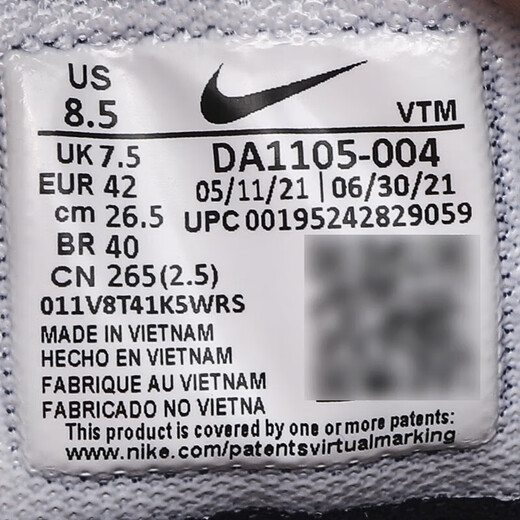 US
8.5
VTM
UK 7.5
DA1105-004
EUR 42
05/11/21 | 06/30/21
cm 26.5
UPC 00195242829059
BR 40
CN 265(2.5)
011V8T41K5WRS
MADE IN VIETNAM
HECHO EN VIETNAM
FABRIQUE AU VIETNAM
FABRICADO NO VIETNA
This product is covered by one or more patents:
www.nike.com/patentsvirtualmarking